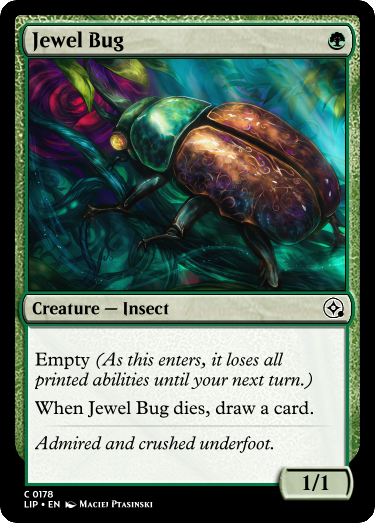 Jewel Bug
Creature — Insect
Empty (As this enters, it loses all
printed abilities until your next turn.)
When Jewel Bug dies, draw a card.
Admired and crushed underfoot.
1/1
C 0178
LIP • EN Maciej Ptasinski